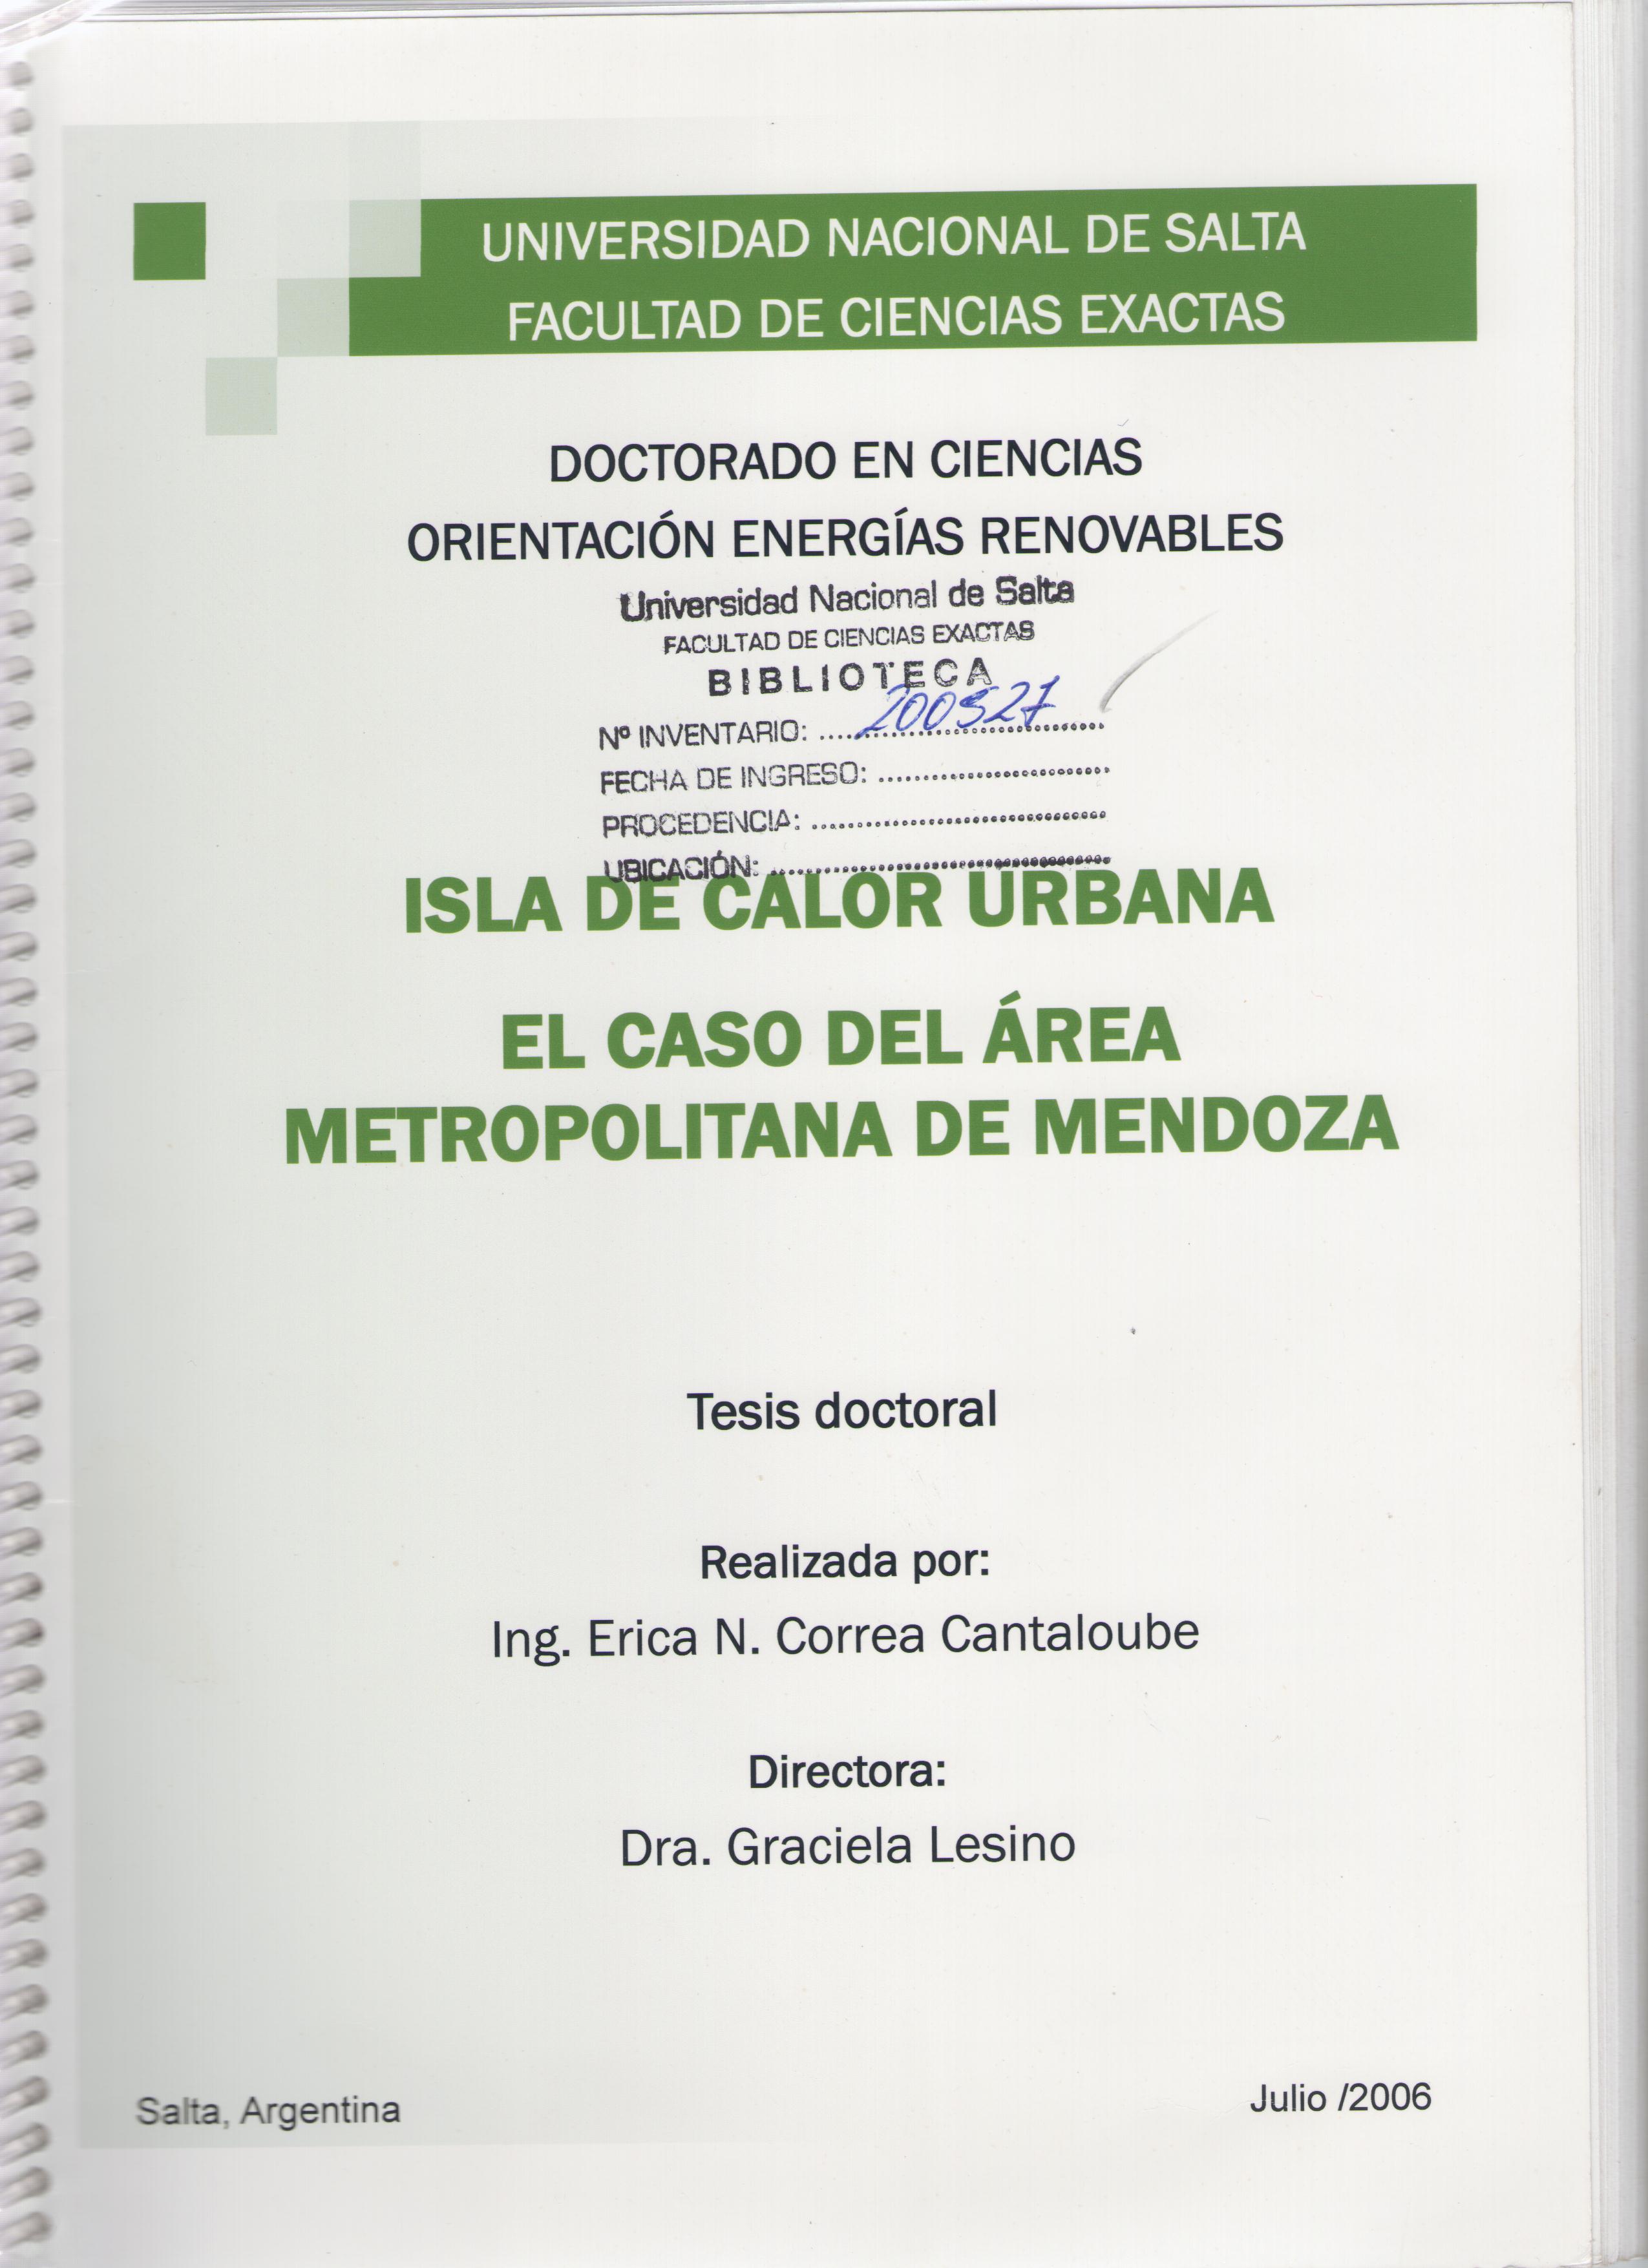 UNIVERSIDAD NACIONAL DE SALTA
FACULTAD DE CIENCIAS EXACTAS
DOCTORADO EN CIENCIAS
ORIENTACIÓN ENERGÍAS RENOVABLES
Universidad Nacional de Salta
FACULTAD DE CIENCIAS EXACTAS
BIBLIOTECA
Nº INVENTARIO: 200527
FECHA DE INGRESO:
PROCEDENCIA:
UBICACIÓN:
ISLA DE CALOR URBANA
EL CASO DEL ÁREA
METROPOLITANA DE MENDOZA
Tesis doctoral
Realizada por:
Ing. Erica N. Correa Cantaloube
Directora:
Dra. Graciela Lesino
Salta, Argentina
Julio /2006